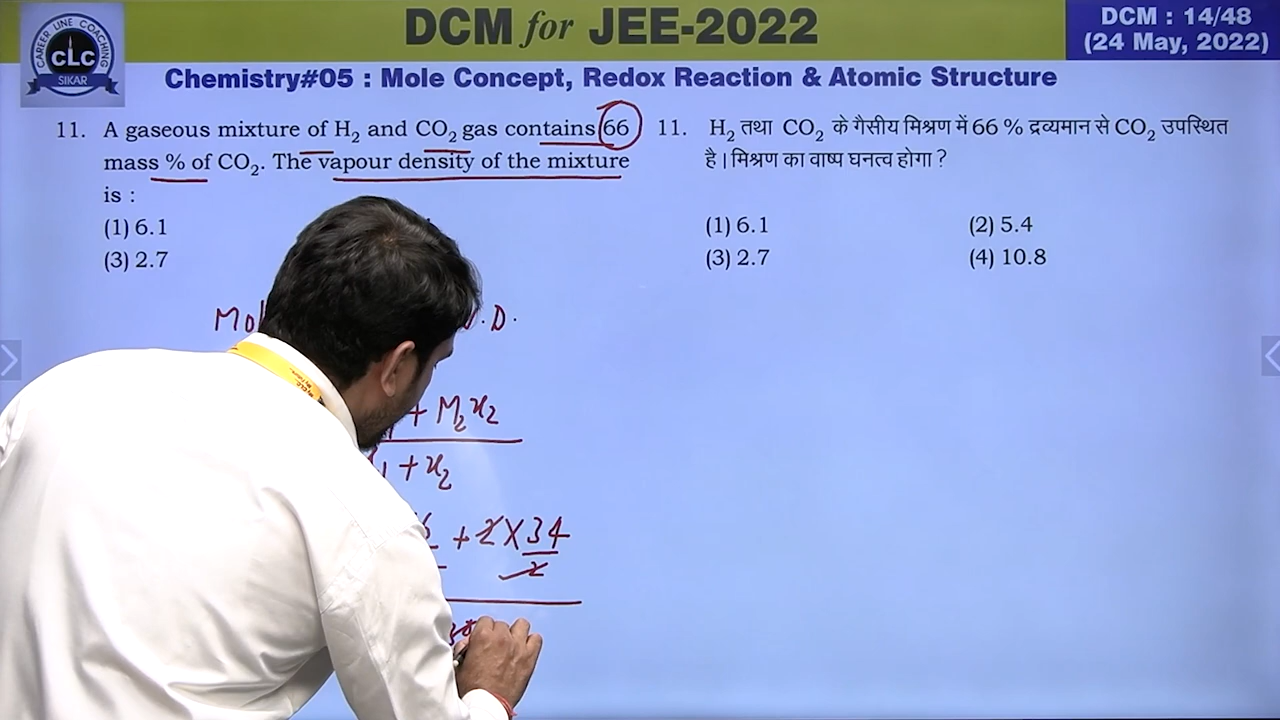 DCM for JEE-2022
DCM : 14/48
(24 May, 2022)
CAREER LINE COACHING
CLC
SIKAR
Chemistry#05 : Mole Concept, Redox Reaction & Atomic Structure
11. A gaseous mixture of H₂ and CO₂ gas contains 66
mass % of CO₂. The vapour density of the mixture
is :
(1) 6.1
(3) 2.7
11. H₂ तथा CO₂ के गैसीय मिश्रण में 66 % द्रव्यमान से CO₂ उपस्थित
है। मिश्रण का वाष्प घनत्व होगा ?
(1) 6.1 (2) 5.4
(3) 2.7 (4) 10.8
V.D.
+ M₂x₂
+ x₂
+ 2 X 34
2